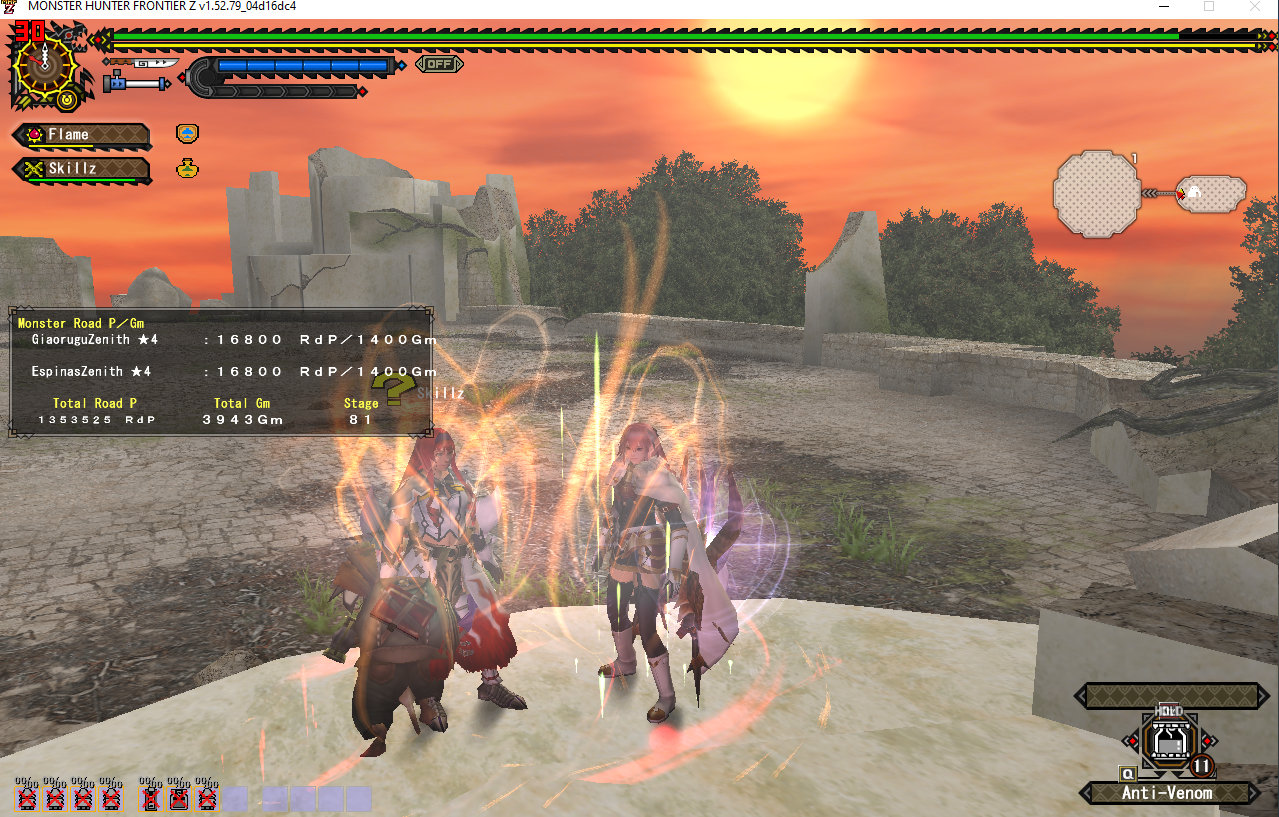 MONSTER HUNTER FRONTIER Z v1.52.79_04d16dc4
30
OFF
Flame
Skillz
1
Monster Road P/Gm
GiaoruguZenith ★4 : 16800 RdP/1400Gm
EspinasZenith ★4 : 16800 RdP/1400Gm
Skillz
Total Road P Total Gm Stage
1353525 RdP 3943Gm 81
HOLD
11
Q
Anti-Venom